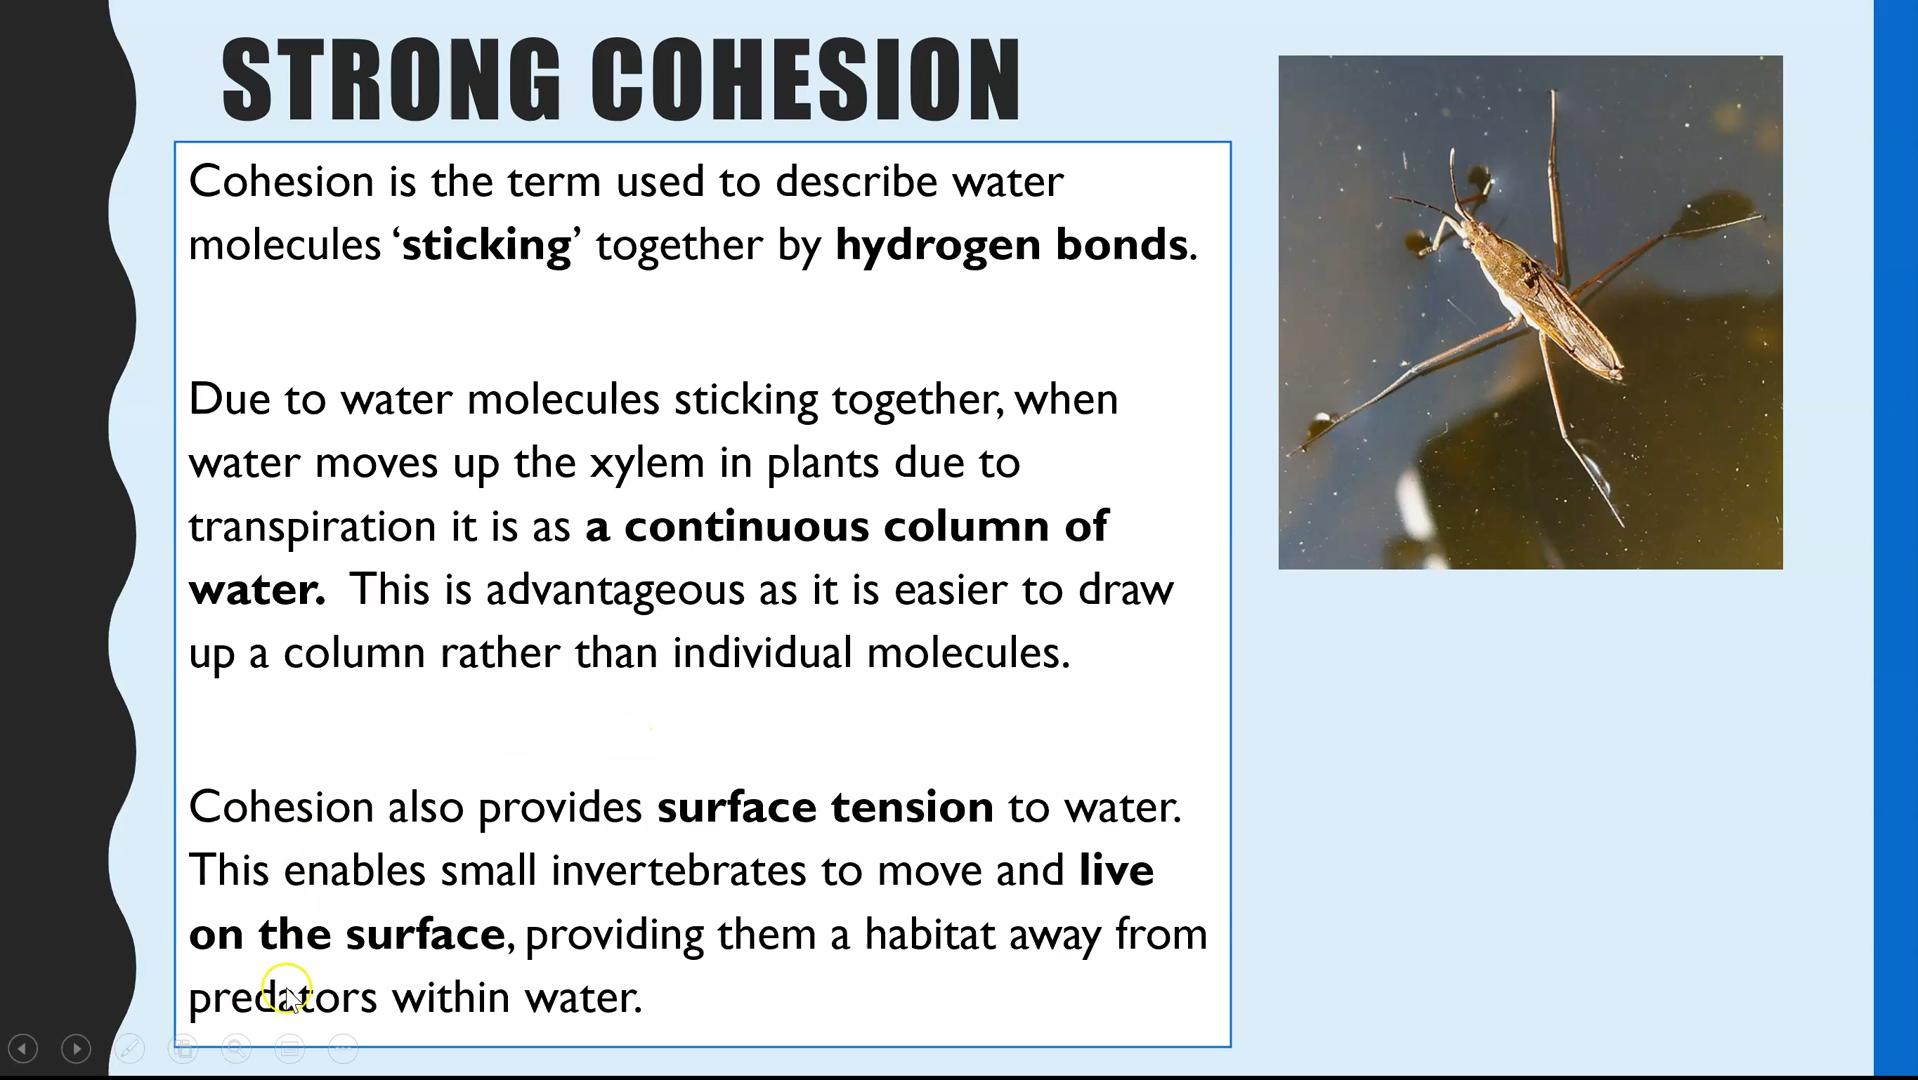 STRONG COHESION
Cohesion is the term used to describe water
molecules ‘sticking’ together by hydrogen bonds.
Due to water molecules sticking together, when
water moves up the xylem in plants due to
transpiration it is as a continuous column of
water. This is advantageous as it is easier to draw
up a column rather than individual molecules.
Cohesion also provides surface tension to water.
This enables small invertebrates to move and live
on the surface, providing them a habitat away from
predators within water.